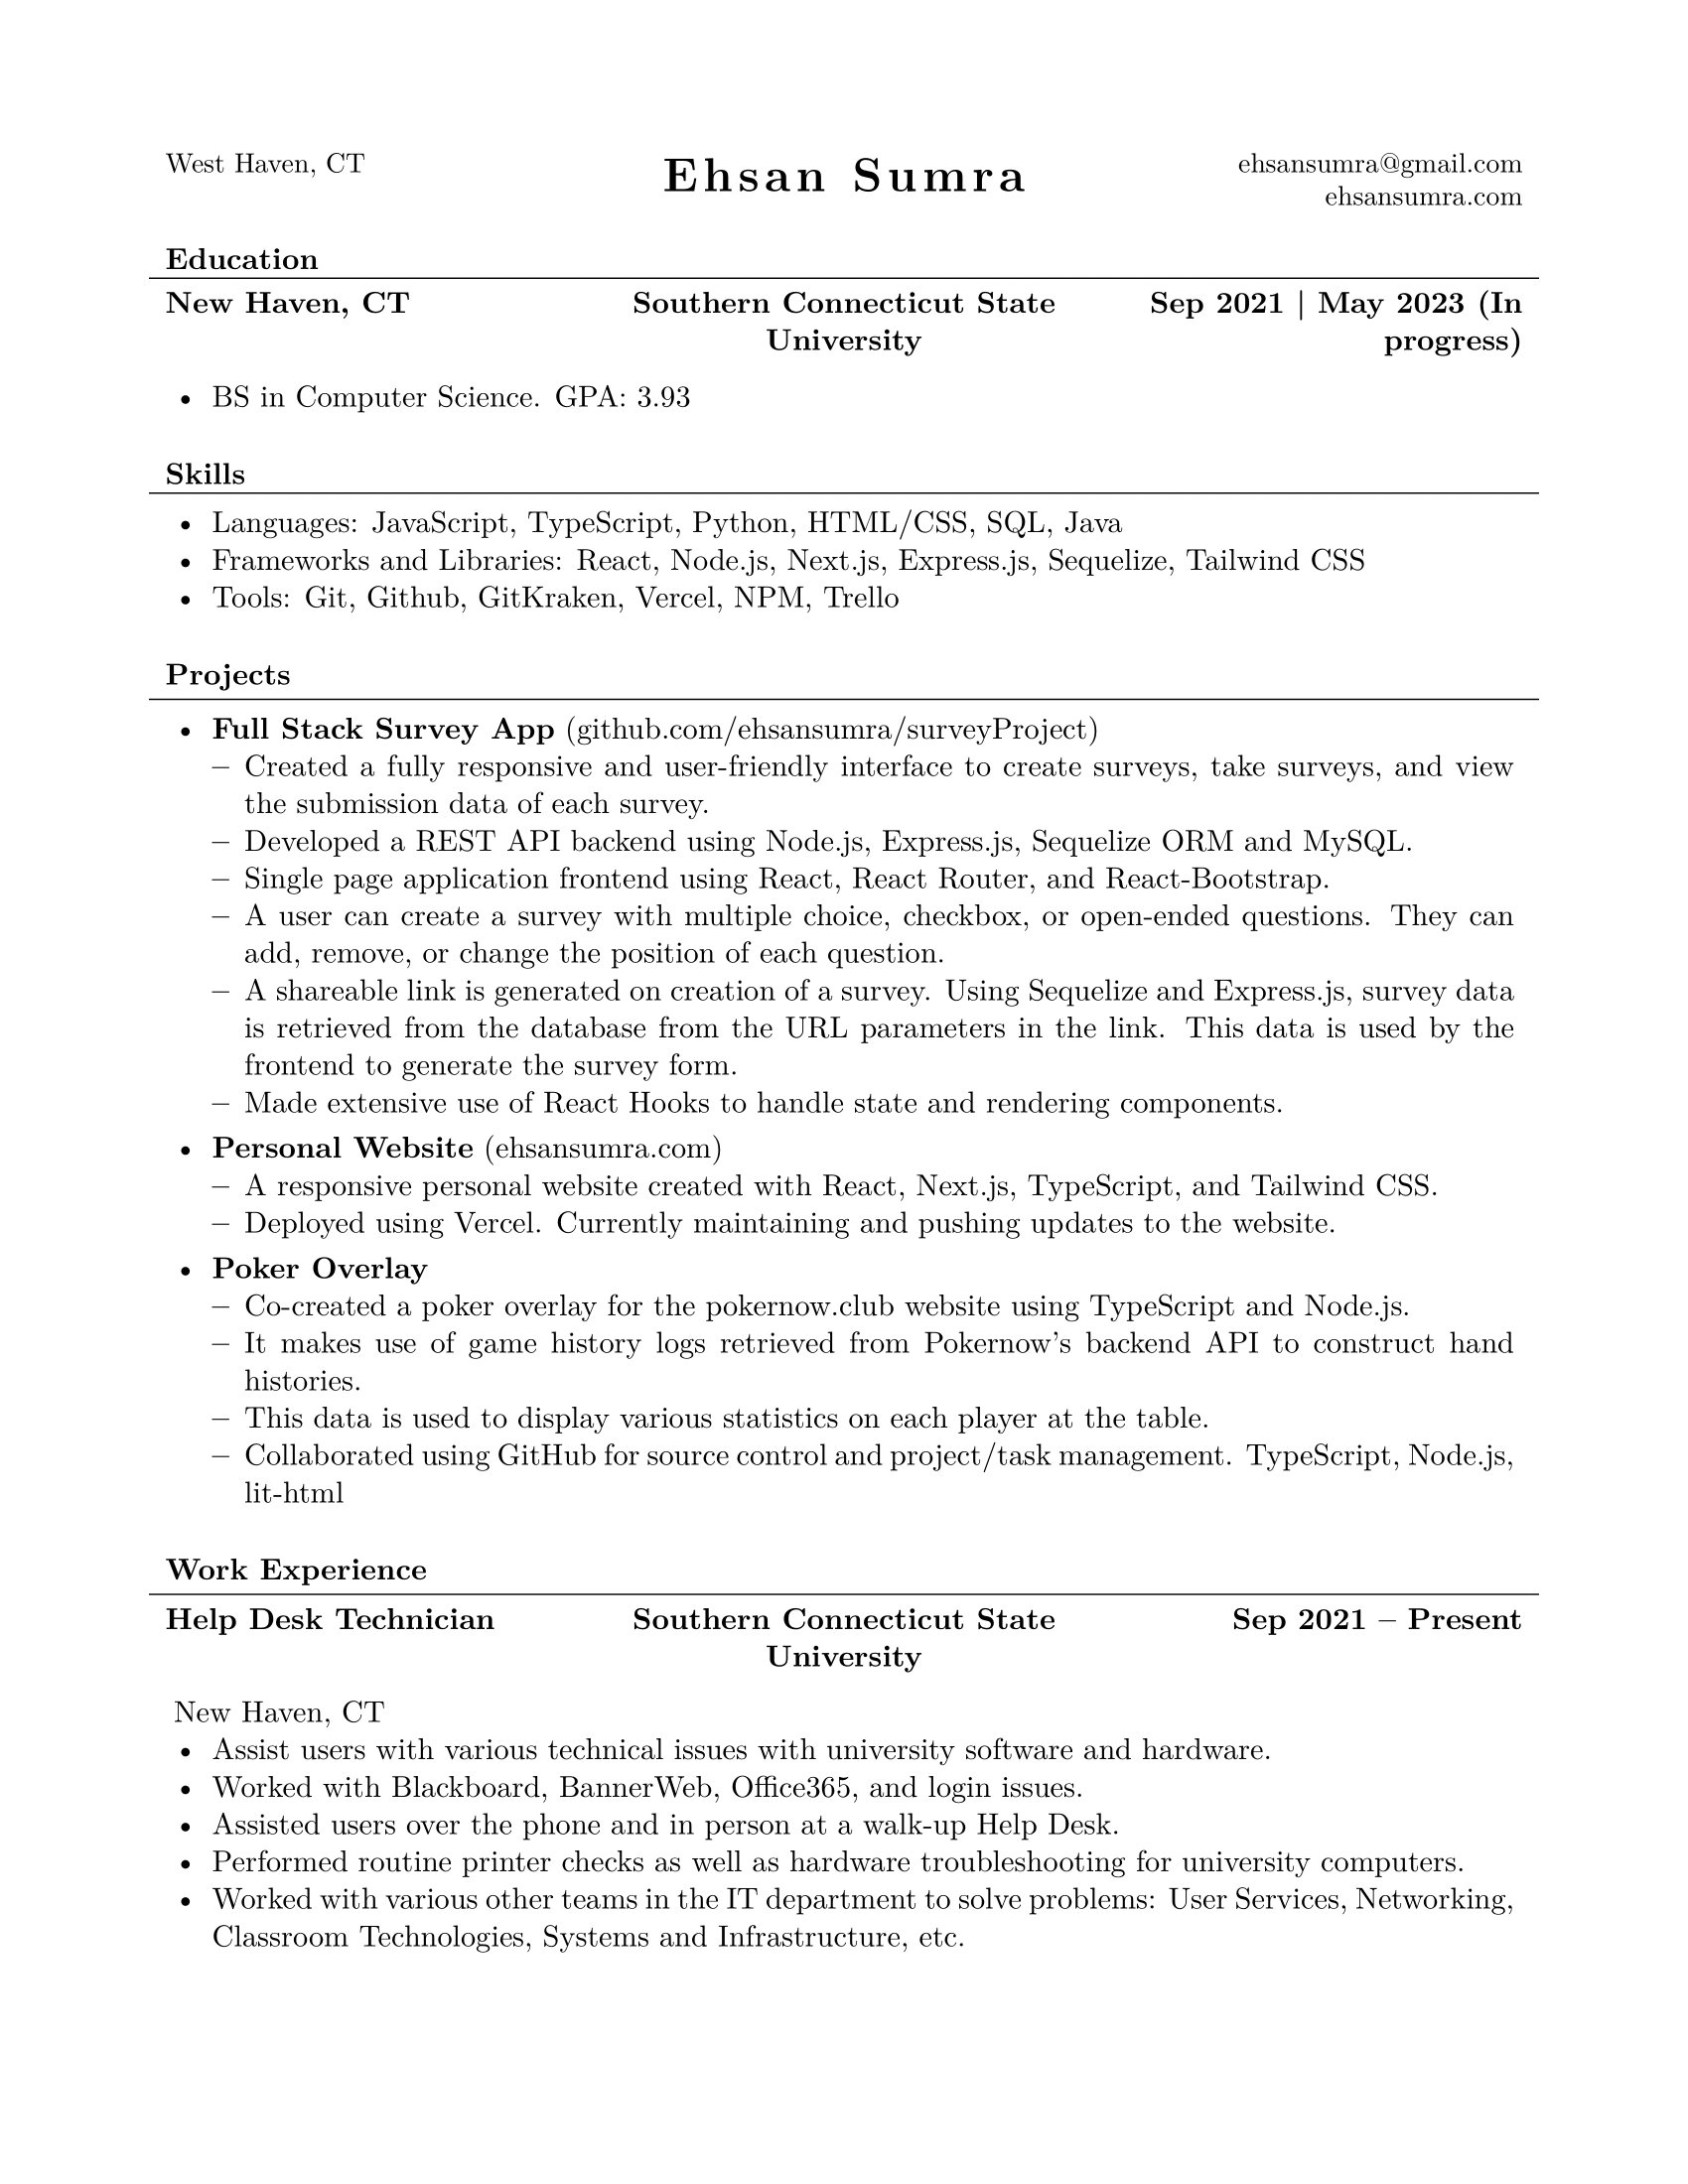 West Haven, CT
Ehsan Sumra
ehsansumra@gmail.com
ehsansumra.com
Education
New Haven, CT
Southern Connecticut State
University
Sep 2021 | May 2023 (In
progress)
• BS in Computer Science. GPA: 3.93
Skills
• Languages: JavaScript, TypeScript, Python, HTML/CSS, SQL, Java
• Frameworks and Libraries: React, Node.js, Next.js, Express.js, Sequelize, Tailwind CSS
• Tools: Git, Github, GitKraken, Vercel, NPM, Trello
Projects
• Full Stack Survey App (github.com/ehsansumra/surveyProject)
– Created a fully responsive and user-friendly interface to create surveys, take surveys, and view
the submission data of each survey.
– Developed a REST API backend using Node.js, Express.js, Sequelize ORM and MySQL.
– Single page application frontend using React, React Router, and React-Bootstrap.
– A user can create a survey with multiple choice, checkbox, or open-ended questions. They can
add, remove, or change the position of each question.
– A shareable link is generated on creation of a survey. Using Sequelize and Express.js, survey data
is retrieved from the database from the URL parameters in the link. This data is used by the
frontend to generate the survey form.
– Made extensive use of React Hooks to handle state and rendering components.
• Personal Website (ehsansumra.com)
– A responsive personal website created with React, Next.js, TypeScript, and Tailwind CSS.
– Deployed using Vercel. Currently maintaining and pushing updates to the website.
• Poker Overlay
– Co-created a poker overlay for the pokernow.club website using TypeScript and Node.js.
– It makes use of game history logs retrieved from Pokernow's backend API to construct hand
histories.
– This data is used to display various statistics on each player at the table.
– Collaborated using GitHub for source control and project/task management. TypeScript, Node.js,
lit-html
Work Experience
Help Desk Technician
Southern Connecticut State
University
Sep 2021 – Present
New Haven, CT
• Assist users with various technical issues with university software and hardware.
• Worked with Blackboard, BannerWeb, Office365, and login issues.
• Assisted users over the phone and in person at a walk-up Help Desk.
• Performed routine printer checks as well as hardware troubleshooting for university computers.
• Worked with various other teams in the IT department to solve problems: User Services, Networking,
Classroom Technologies, Systems and Infrastructure, etc.